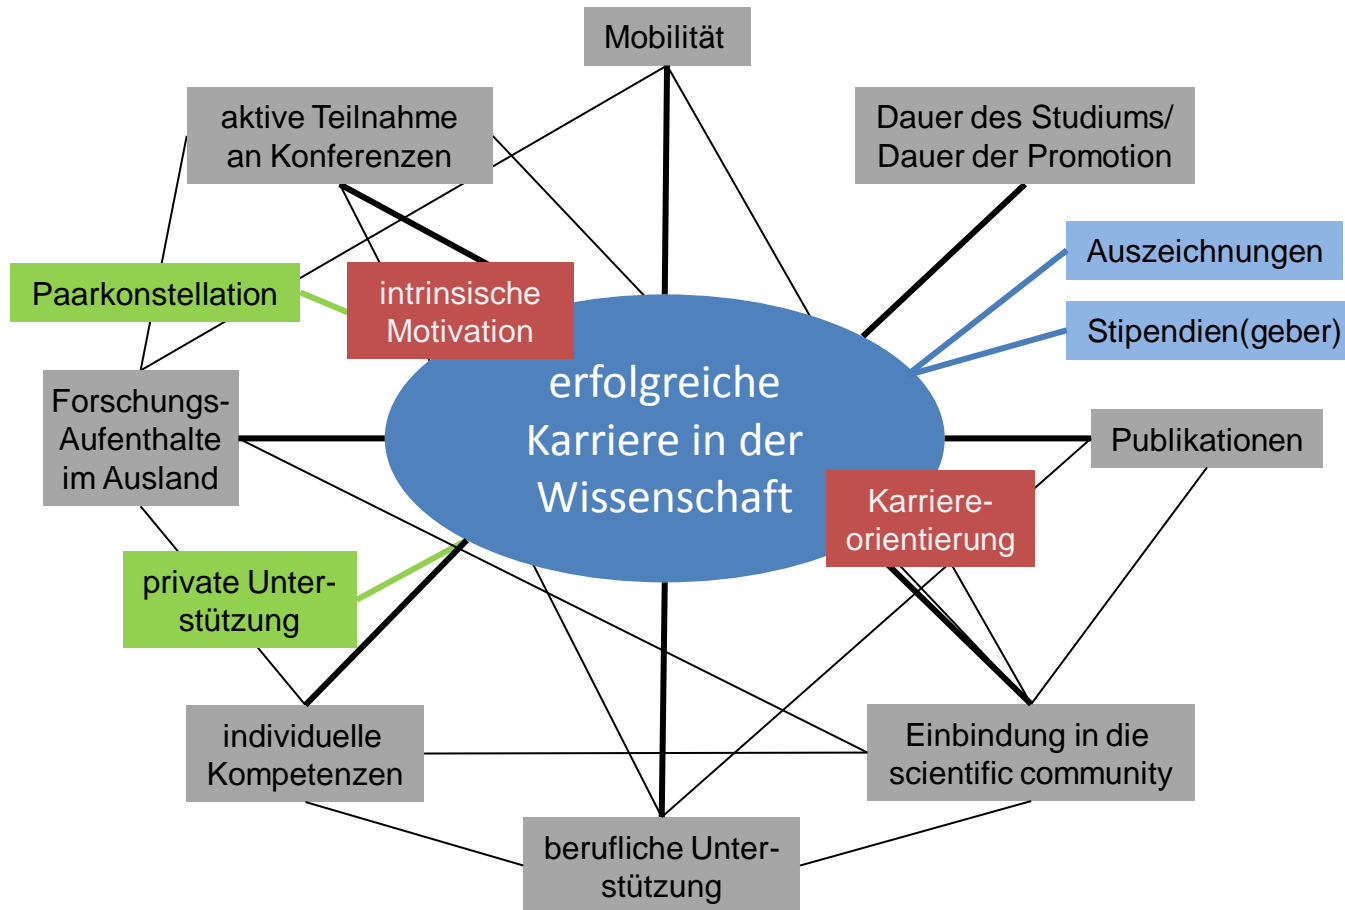 Mobilität
aktive Teilnahme
an Konferenzen
Dauer des Studiums/
Dauer der Promotion
Auszeichnungen
Paarkonstellation
intrinsische
Motivation
Stipendien(geber)
erfolgreiche
Karriere in der
Wissenschaft
Forschungs-
Aufenthalte
im Ausland
Publikationen
Karriere-
orientierung
private Unter-
stützung
individuelle
Kompetenzen
Einbindung in die
scientific community
berufliche Unter-
stützung